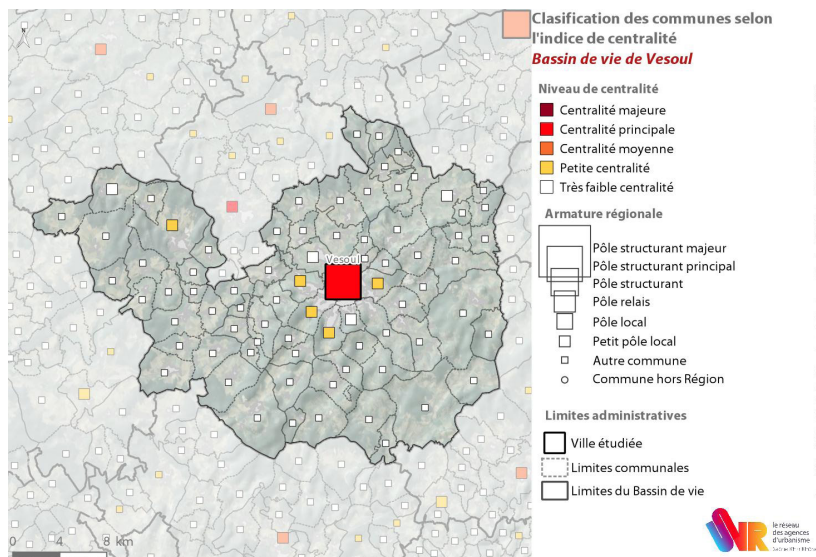 Clasification des communes selon
l'indice de centralité
Bassin de vie de Vesoul
Niveau de centralité
Centralité majeure
Centralité principale
Centralité moyenne
Petite centralité
Très faible centralité
Armature régionale
Pôle structurant majeur
Pôle structurant principal
Pôle structurant
Pôle relais
Pôle local
Petit pôle local
Autre commune
Commune hors Région
Limites administratives
Ville étudiée
Limites communales
Limites du Bassin de vie
N
Vesoul
0 4 8 km
le réseau
des agences
d'urbanisme